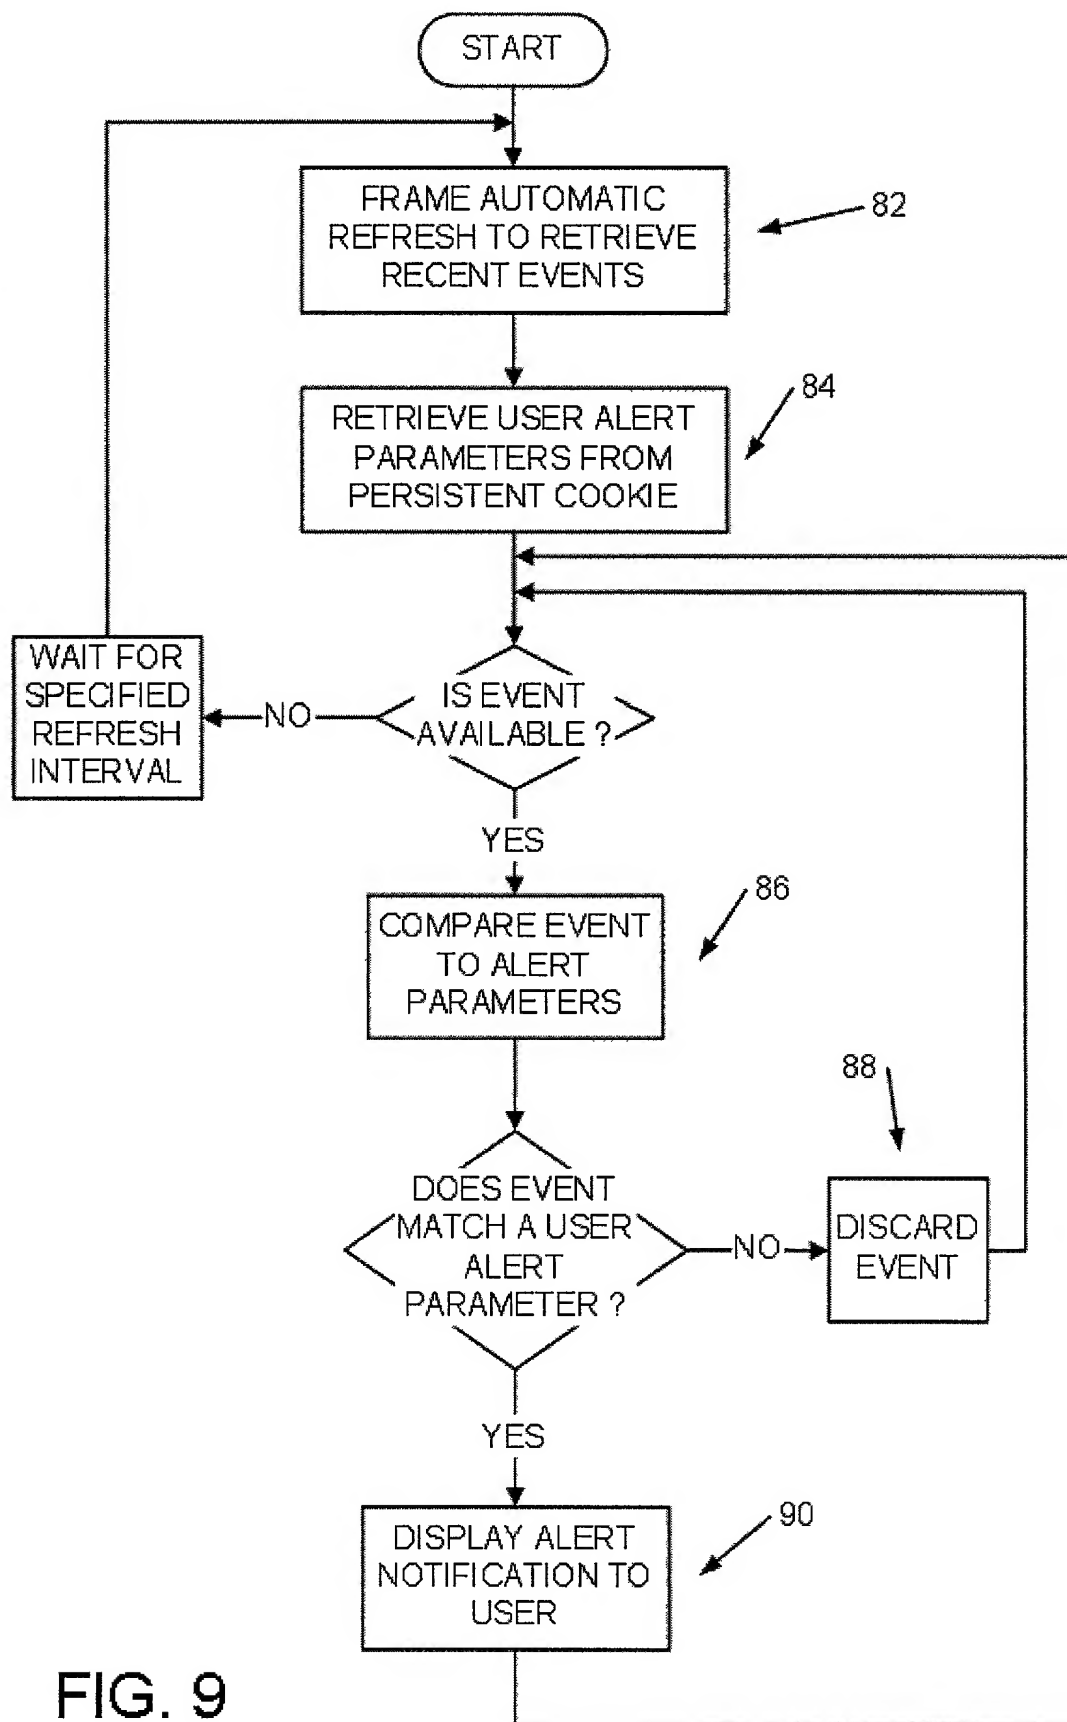 START
FRAME AUTOMATIC
REFRESH TO RETRIEVE
RECENT EVENTS
82
RETRIEVE USER ALERT
PARAMETERS FROM
PERSISTENT COOKIE
84
WAIT FOR
SPECIFIED
REFRESH
INTERVAL
NO
IS EVENT
AVAILABLE ?
YES
COMPARE EVENT
TO ALERT
PARAMETERS
86
88
DOES EVENT
MATCH A USER
ALERT
PARAMETER ?
NO
DISCARD
EVENT
YES
DISPLAY ALERT
NOTIFICATION TO
USER
90
FIG. 9